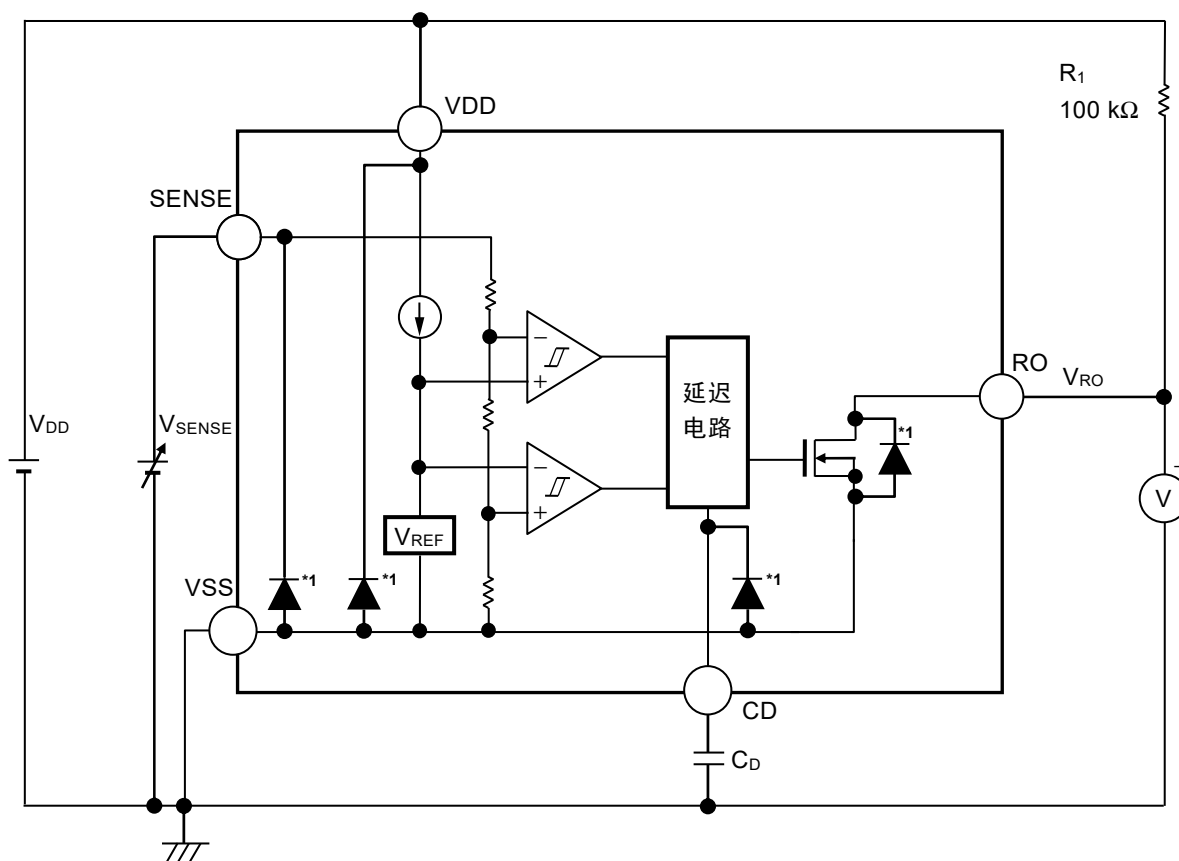 VDD
R1
100 kΩ
SENSE
RO
VRO
延迟
电路
*1
VDD
VSENSE
−
+
−
+
VREF
VSS
*1
*1
*1
V
CD
CD